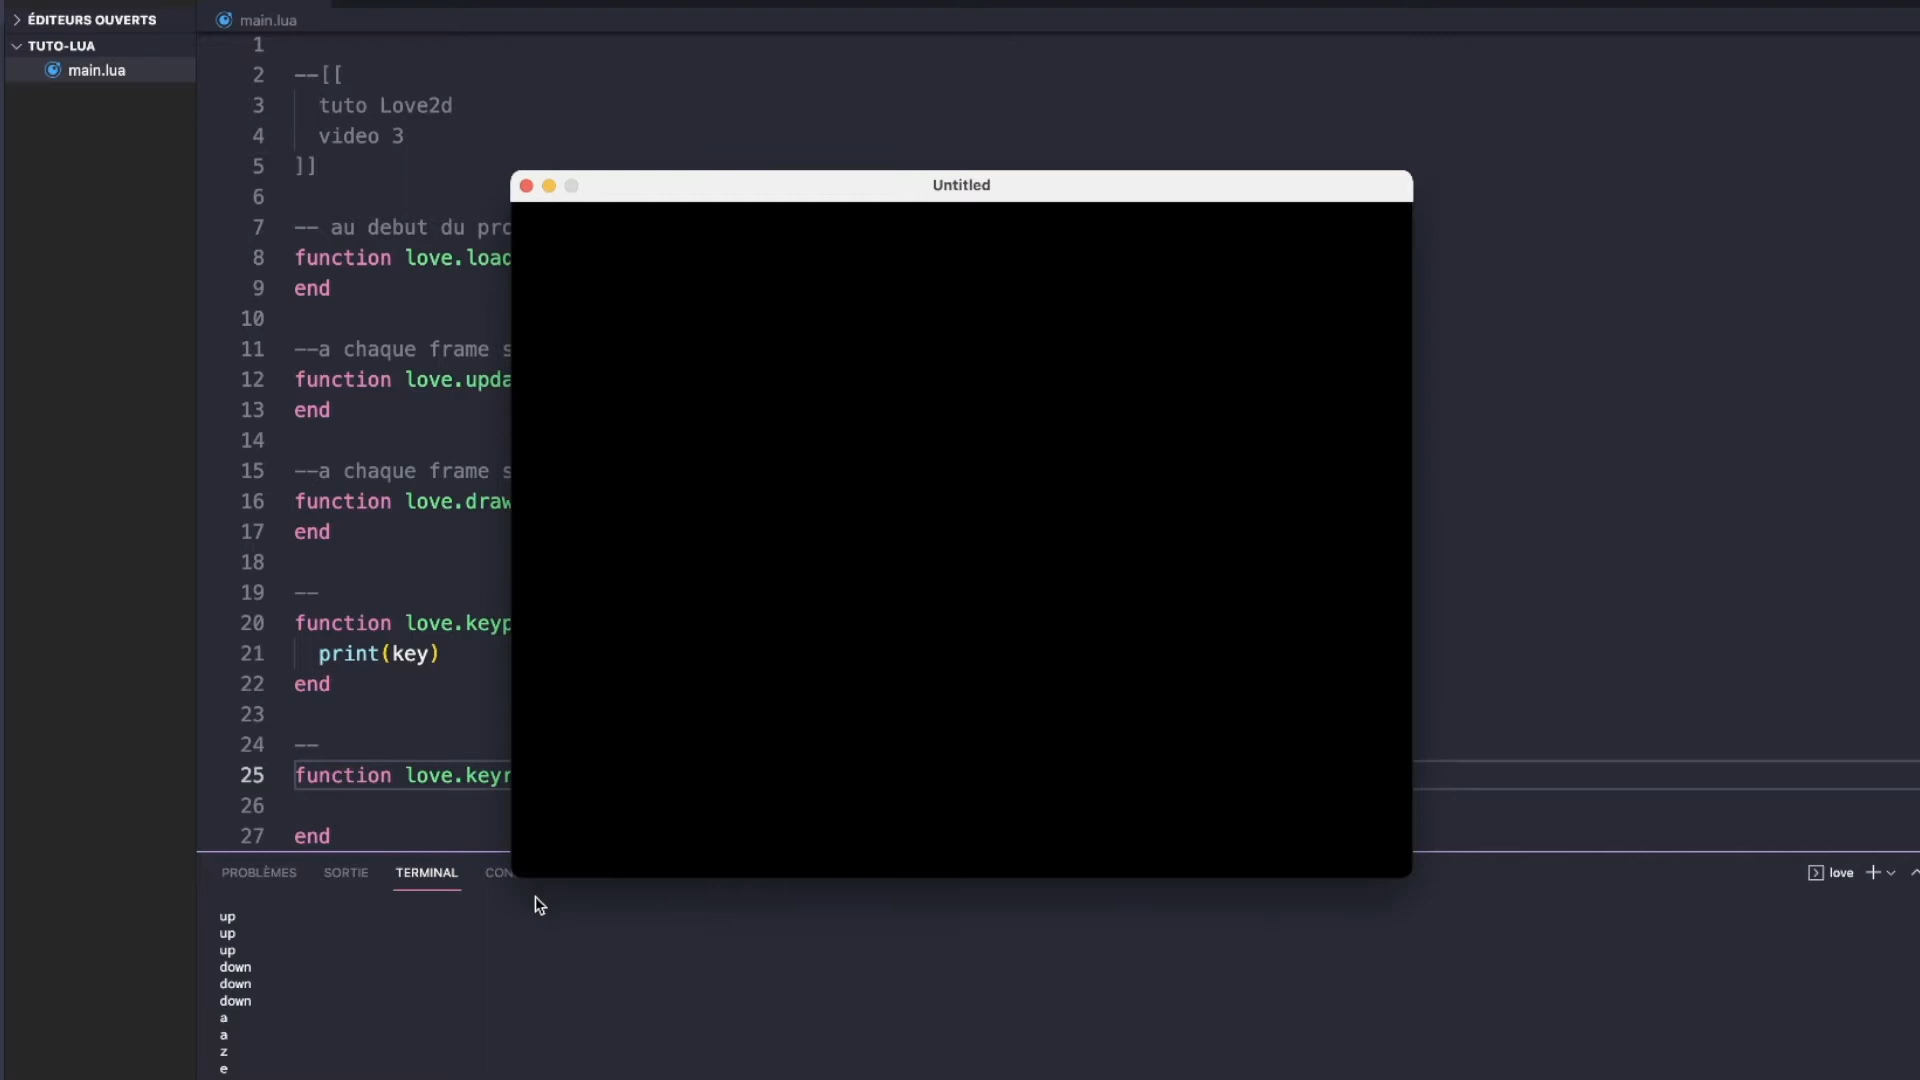 ÉDITEURS OUVERTS
TUTO-LUA
main.lua
main.lua
1
2 --[[
3 tuto Love2d
4 video 3
5 ]]
6
7 -- au debut du pro
8 function love.load
9 end
10
11 --a chaque frame s
12 function love.upda
13 end
14
15 --a chaque frame s
16 function love.draw
17 end
18
19 --
20 function love.keyp
21 print(key)
22 end
23
24 --
25 function love.keyr
26
27 end
Untitled
PROBLÈMES SORTIE TERMINAL CON
love
up
up
up
down
down
down
a
a
z
e